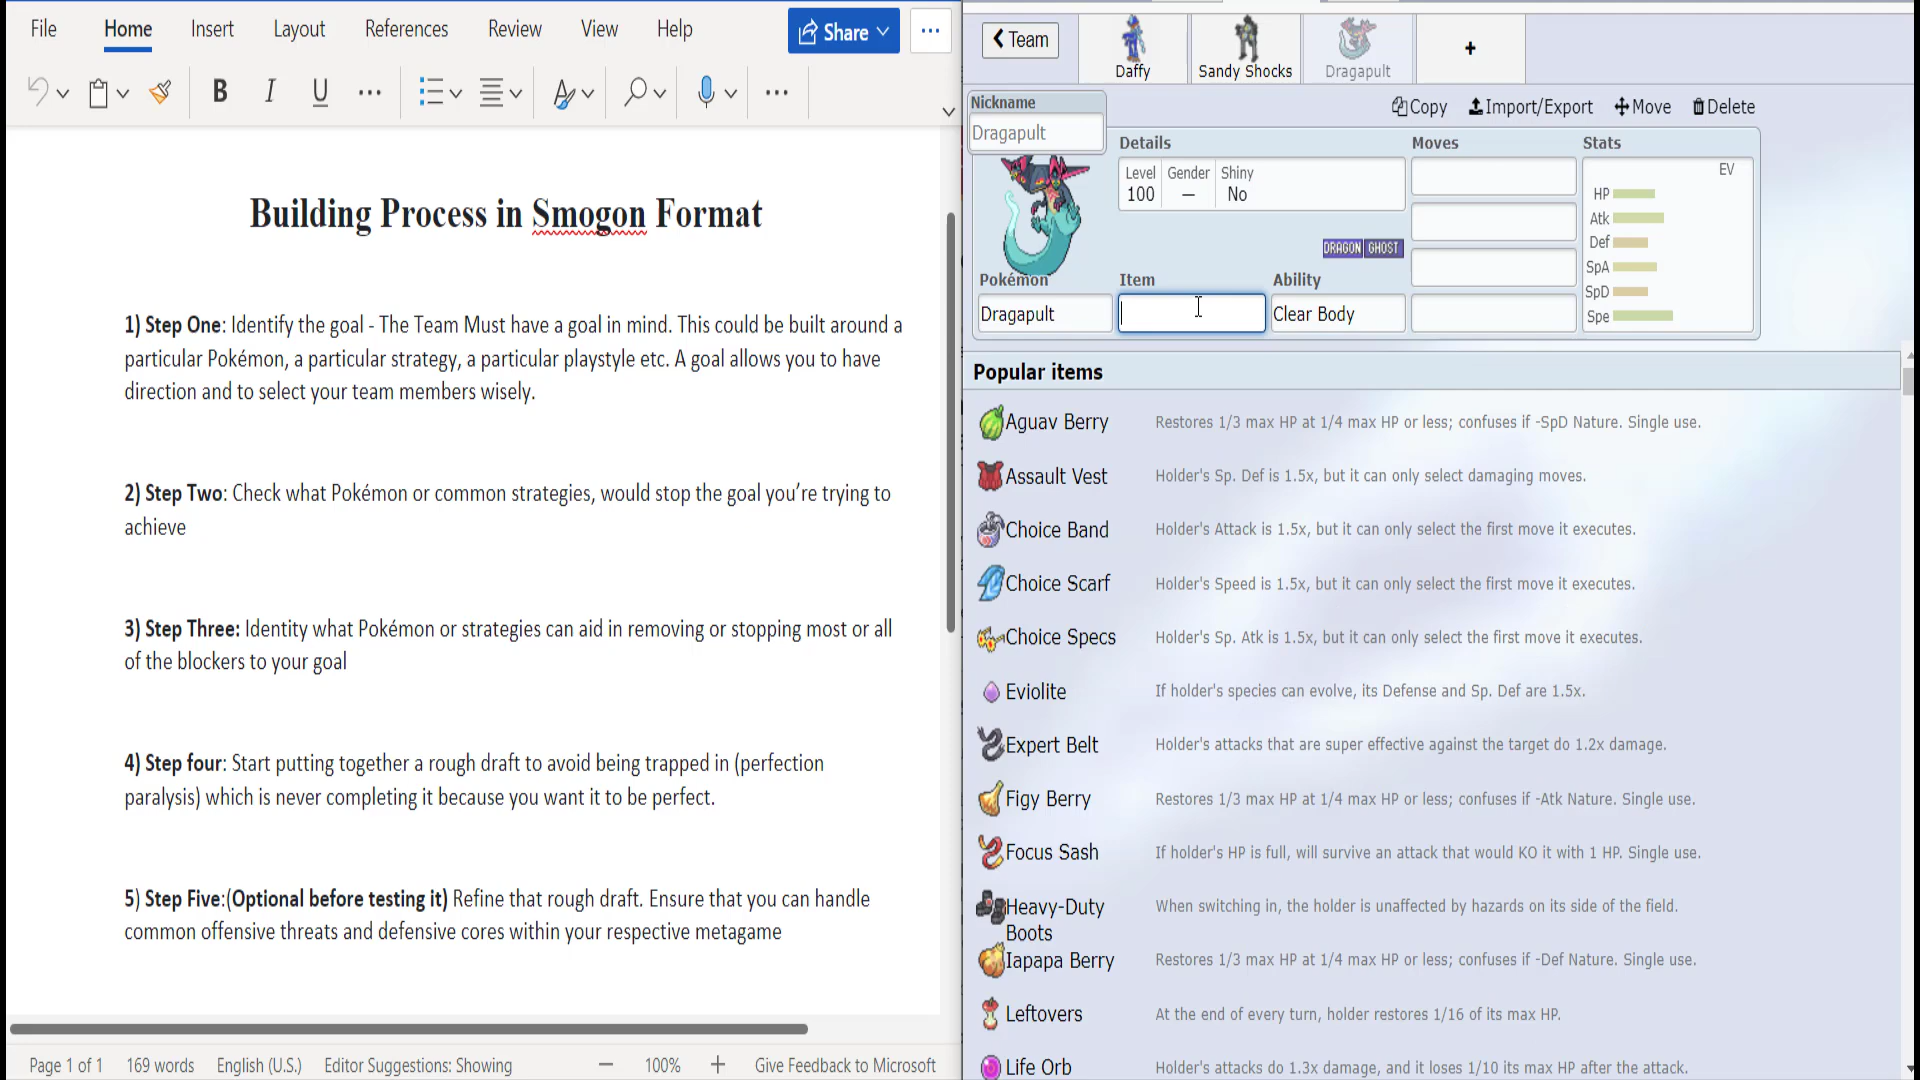 File Home Insert Layout References Review View Help Share
B I U
Building Process in Smogon Format
1) Step One: Identify the goal - The Team Must have a goal in mind. This could be built around a
particular Pokémon, a particular strategy, a particular playstyle etc. A goal allows you to have
direction and to select your team members wisely.
2) Step Two: Check what Pokémon or common strategies, would stop the goal you're trying to
achieve
3) Step Three: Identity what Pokémon or strategies can aid in removing or stopping most or all
of the blockers to your goal
4) Step four: Start putting together a rough draft to avoid being trapped in (perfection
paralysis) which is never completing it because you want it to be perfect.
5) Step Five:(Optional before testing it) Refine that rough draft. Ensure that you can handle
common offensive threats and defensive cores within your respective metagame
Page 1 of 1 169 words English (U.S.) Editor Suggestions: Showing 100% Give Feedback to Microsoft
Team
Daffy Sandy Shocks Dragapult +
Copy Import/Export Move Delete
Nickname
Dragapult
Details Moves Stats
Level Gender Shiny
100 — No
EV
HP
Atk
Def
SpA
SpD
Spe
DRAGON GHOST
Pokémon Item Ability
Dragapult Clear Body
Popular items
Aguav Berry Restores 1/3 max HP at 1/4 max HP or less; confuses if -SpD Nature. Single use.
Assault Vest Holder's Sp. Def is 1.5x, but it can only select damaging moves.
Choice Band Holder's Attack is 1.5x, but it can only select the first move it executes.
Choice Scarf Holder's Speed is 1.5x, but it can only select the first move it executes.
Choice Specs Holder's Sp. Atk is 1.5x, but it can only select the first move it executes.
Eviolite If holder's species can evolve, its Defense and Sp. Def are 1.5x.
Expert Belt Holder's attacks that are super effective against the target do 1.2x damage.
Figy Berry Restores 1/3 max HP at 1/4 max HP or less; confuses if -Atk Nature. Single use.
Focus Sash If holder's HP is full, will survive an attack that would KO it with 1 HP. Single use.
Heavy-Duty Boots When switching in, the holder is unaffected by hazards on its side of the field.
Iapapa Berry Restores 1/3 max HP at 1/4 max HP or less; confuses if -Def Nature. Single use.
Leftovers At the end of every turn, holder restores 1/16 of its max HP.
Life Orb Holder's attacks do 1.3x damage, and it loses 1/10 its max HP after the attack.